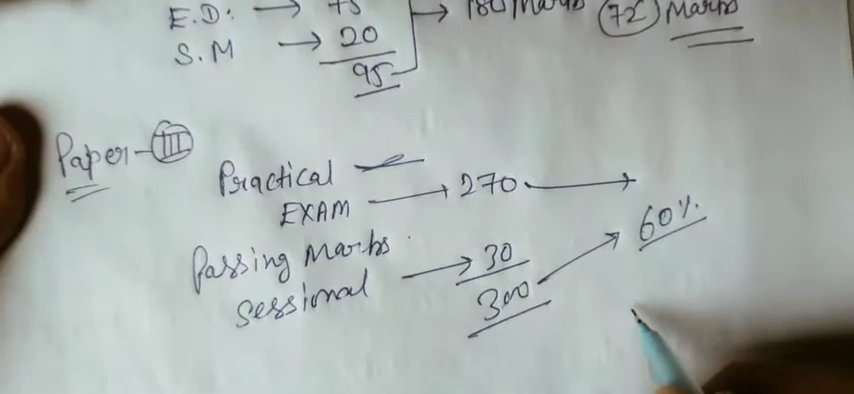 E.D: → 75
S.M → 20
95 → 180 Marks 72 Marks
Paper-III
Practical
EXAM → 270 →
60%
Passing Marks
Sessional → 30
300